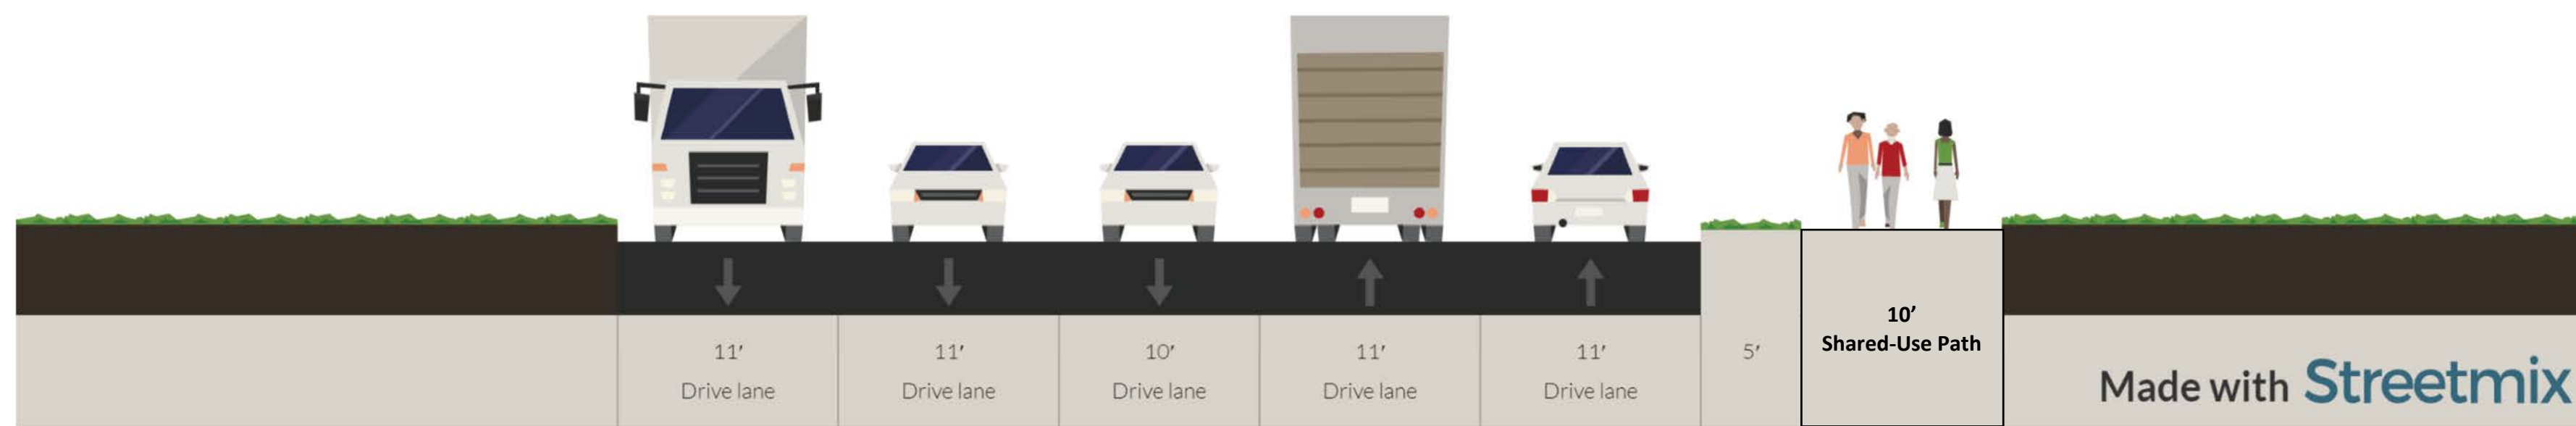 11′
Drive lane
11′
Drive lane
10′
Drive lane
11′
Drive lane
11′
Drive lane
5′
10’
Shared-Use Path
Made with Streetmix